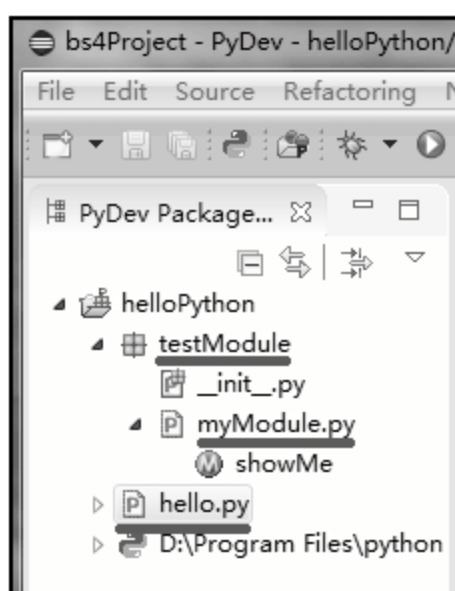 bs4Project - PyDev - helloPython/
File Edit Source Refactoring
PyDev Package...
helloPython
testModule
__init__.py
myModule.py
showMe
hello.py
D:\Program Files\python